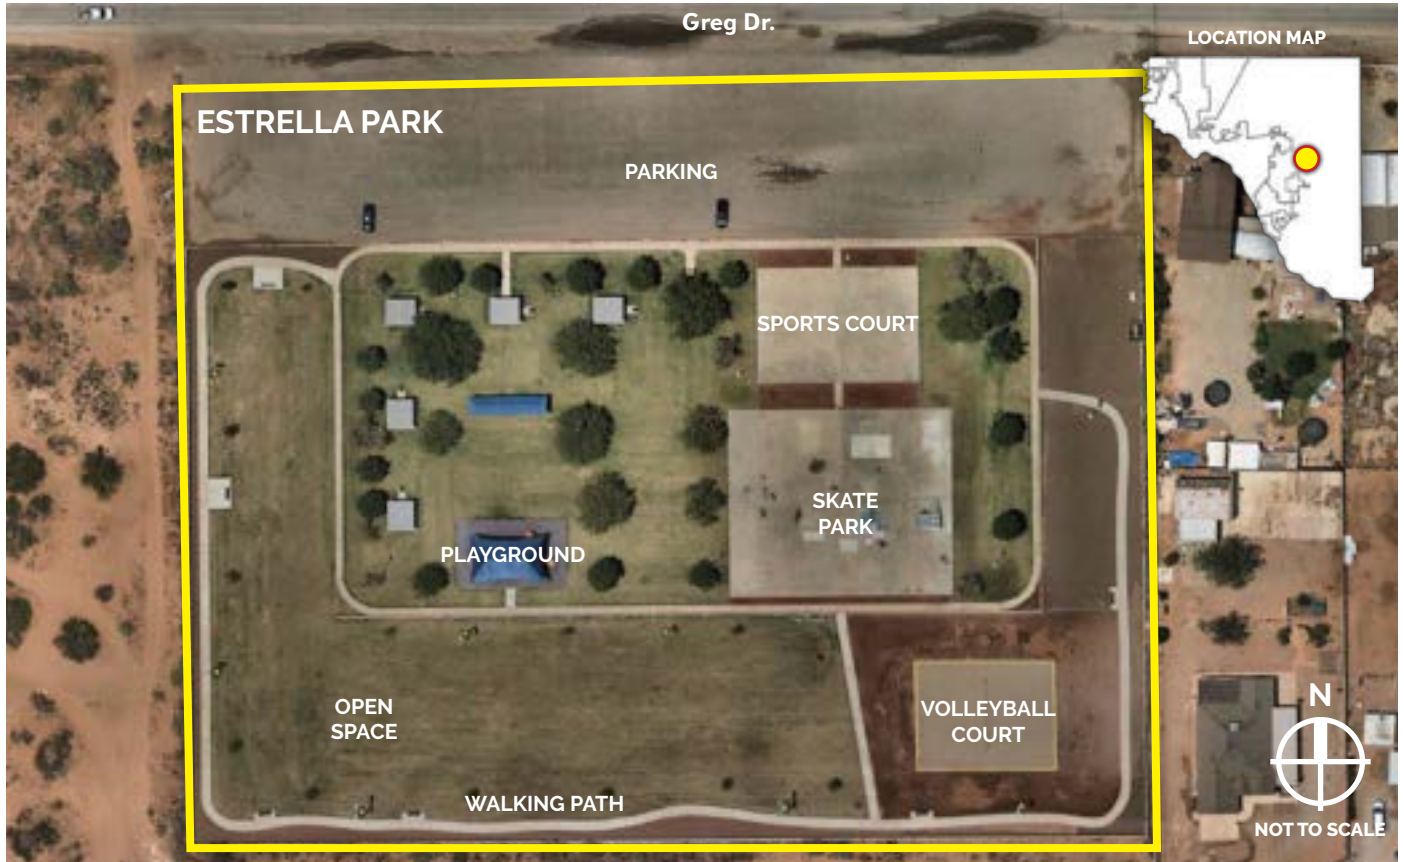 Greg Dr.
LOCATION MAP
ESTRELLA PARK
PARKING
SPORTS COURT
SKATE
PARK
PLAYGROUND
OPEN
SPACE
VOLLEYBALL
COURT
WALKING PATH
N
NOT TO SCALE